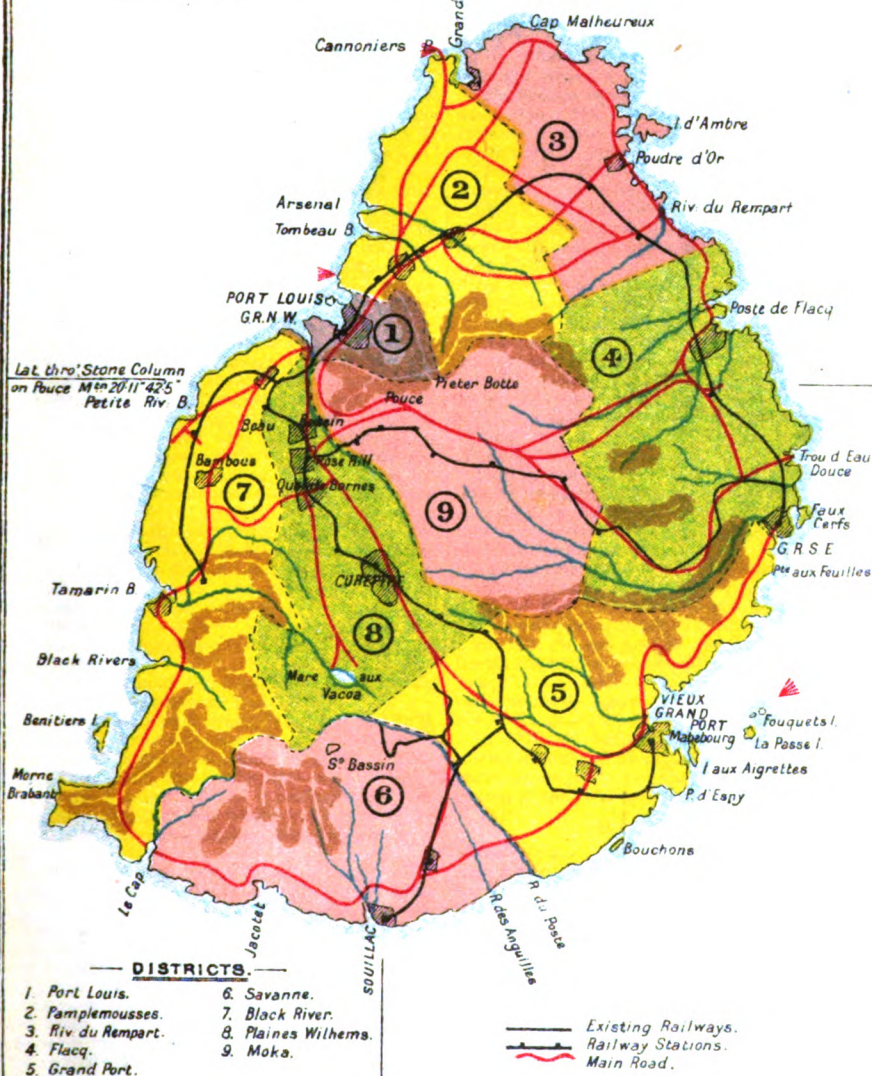 Cap Malheureux
Cannoniers P.
Grand
I. d'Ambre
3
Poudre d'Or
2
Arsenal
Riv. du Rempart
Tombeau B.
PORT LOUIS
G.R.N.W.
1
Poste de Flacq
4
Lat. thro' Stone Column
on Pouce Mtn 20°11'42.5"
Petite Riv. B.
Pieter Botte
Pouce
Beau Bassin
Rose Hill
Bambous
Quatre Bornes
7
9
Trou d Eau
Douce
Faux
Cerfs
G.R.S.E
Pte aux Feuilles
CUREPIPE
Tamarin B.
8
Black Rivers
Mare aux
Vacoa
5
Benitiers I.
VIEUX
GRAND
PORT
Mahebourg
Fouquets I.
La Passe I.
I aux Aigrettes
Gd Bassin
Morne
Brabant
6
P. d'Esny
Bouchons
Le Cap
Jacotet
SOUILLAC
R des Anguilles
R. du Poste
DISTRICTS.
1. Port Louis.
2. Pamplemousses.
3. Riv. du Rempart.
4. Flacq.
5. Grand Port.
6. Savanne.
7. Black River.
8. Plaines Wilhems.
9. Moka.
Existing Railways.
Railway Stations.
Main Road.